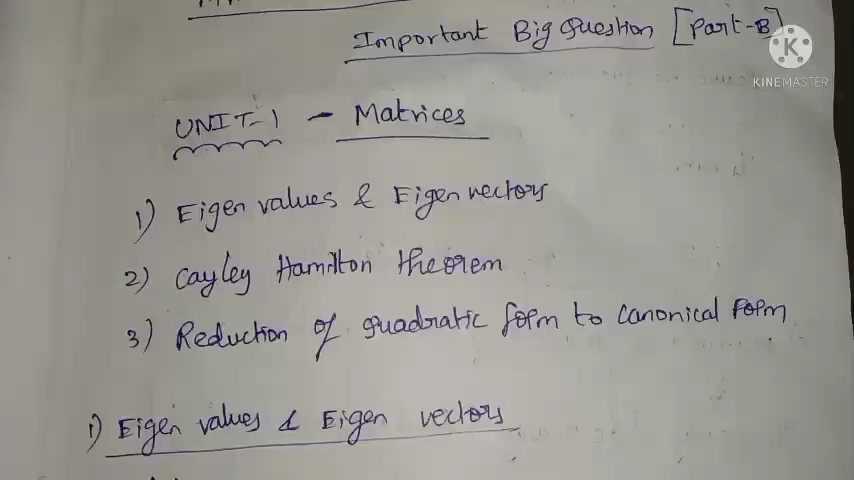 Important Big Question [Part-B]
K
KINEMASTER
UNIT-1 - Matrices
1) Eigen values & Eigen vectors
2) Cayley Hamilton theorem
3) Reduction of quadratic form to canonical form
1) Eigen values & Eigen vectors